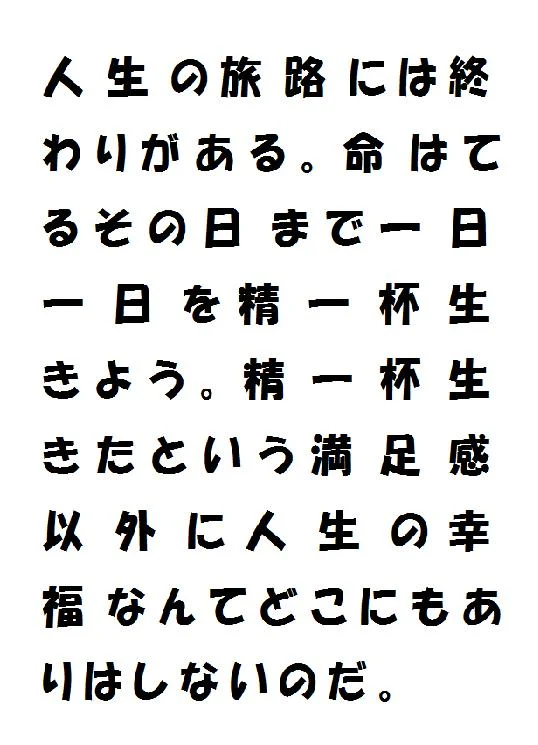 人生の旅路には終
わりがある。命はて
るその日まで一日
一日を精一杯生
きよう。精一杯生
きたという満足感
以外に人生の幸
福なんてどこにもあ
りはしないのだ。